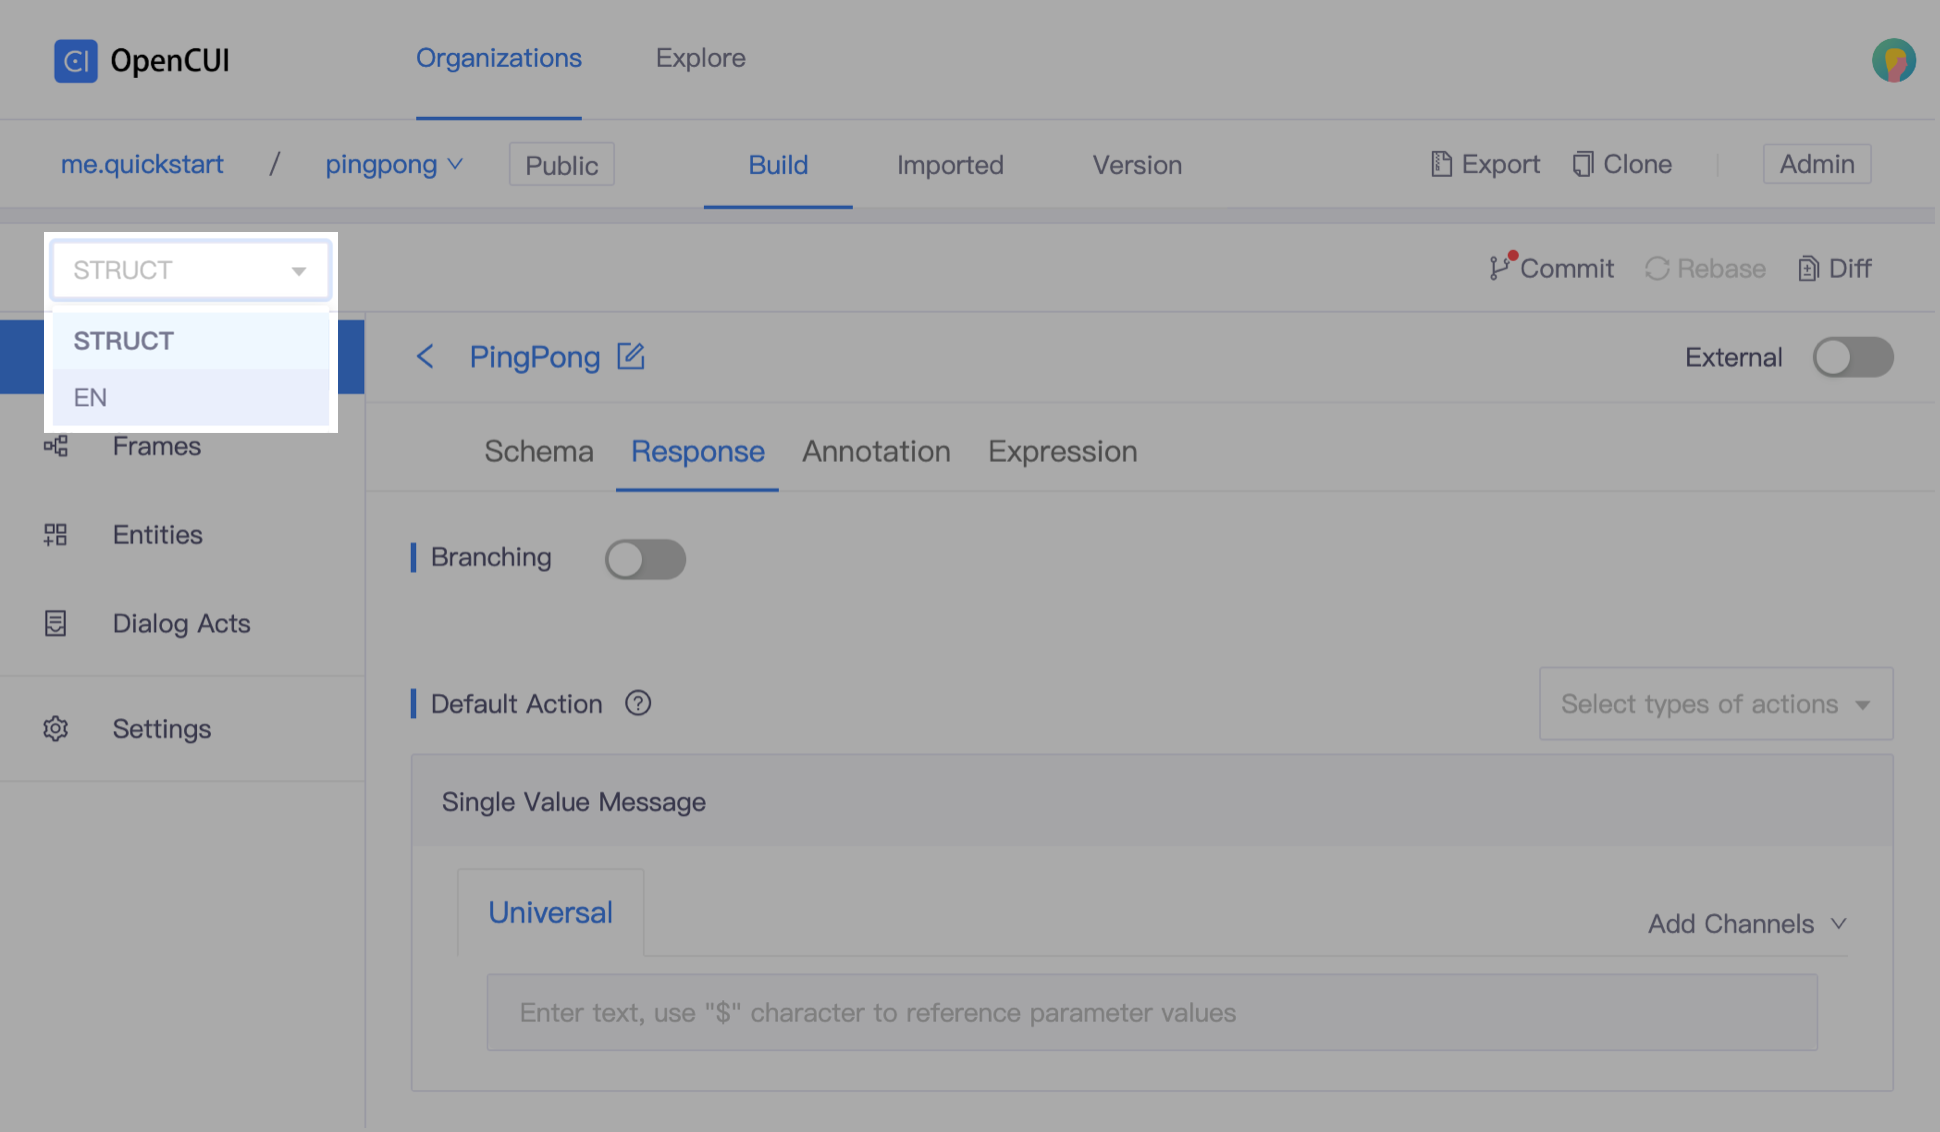 OpenCUI
Organizations
Explore
me.quickstart / pingpong
Public
Build
Imported
Version
Export
Clone
Admin
STRUCT
Commit
Rebase
Diff
STRUCT
EN
PingPong
External
Frames
Schema
Response
Annotation
Expression
Entities
Branching
Dialog Acts
Default Action
Select types of actions
Settings
Single Value Message
Universal
Add Channels
Enter text, use "$" character to reference parameter values